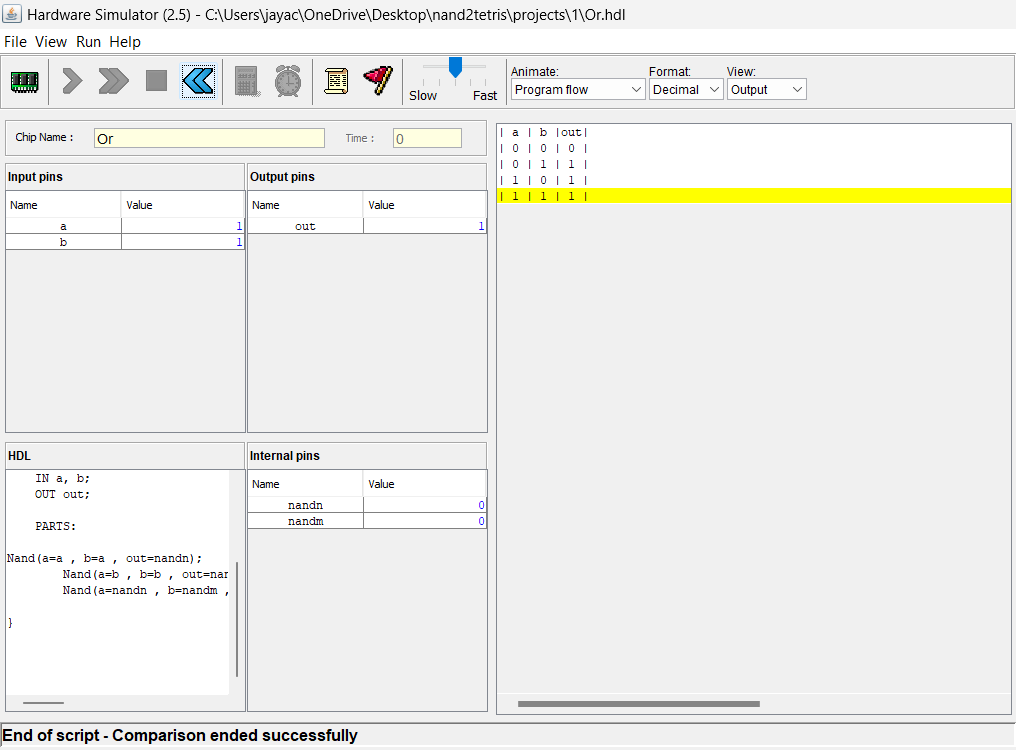 Hardware Simulator (2.5) - C:\Users\jayac\OneDrive\Desktop\nand2tetris\projects\1\Or.hdl
File View Run Help
Slow Fast
Animate:
Program flow
Format:
Decimal
View:
Output
Chip Name : Or Time : 0
Input pins
Name Value
a 1
b 1
Output pins
Name Value
out 1
HDL
IN a, b;
OUT out;
PARTS:
Nand(a=a , b=a , out=nandn);
Nand(a=b , b=b , out=nan
Nand(a=nandn , b=nandm ,
}
Internal pins
Name Value
nandn 0
nandm 0
| a | b |out|
| 0 | 0 | 0 |
| 0 | 1 | 1 |
| 1 | 0 | 1 |
| 1 | 1 | 1 |
End of script - Comparison ended successfully